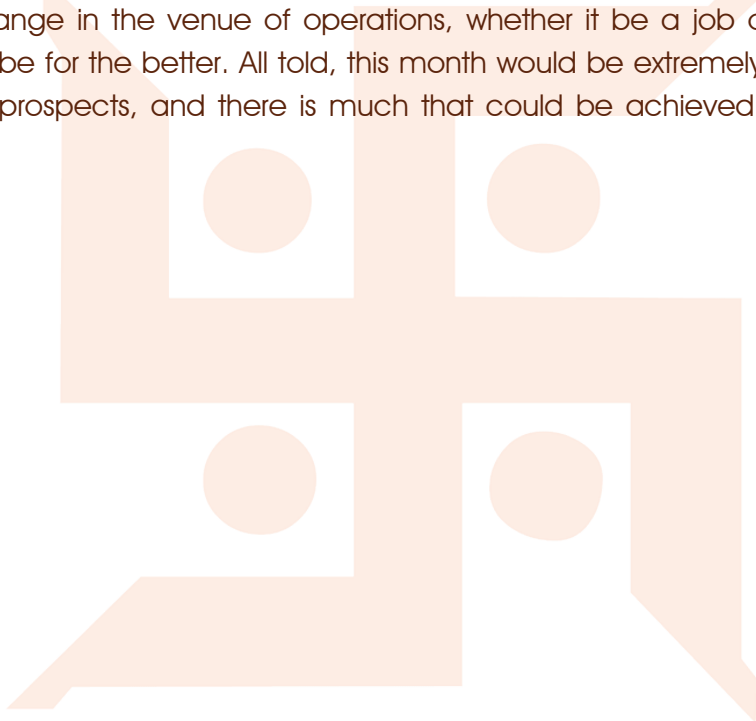 ange in the venue of operations, whether it be a job
be for the better. All told, this month would be extremely
prospects, and there is much that could be achieved